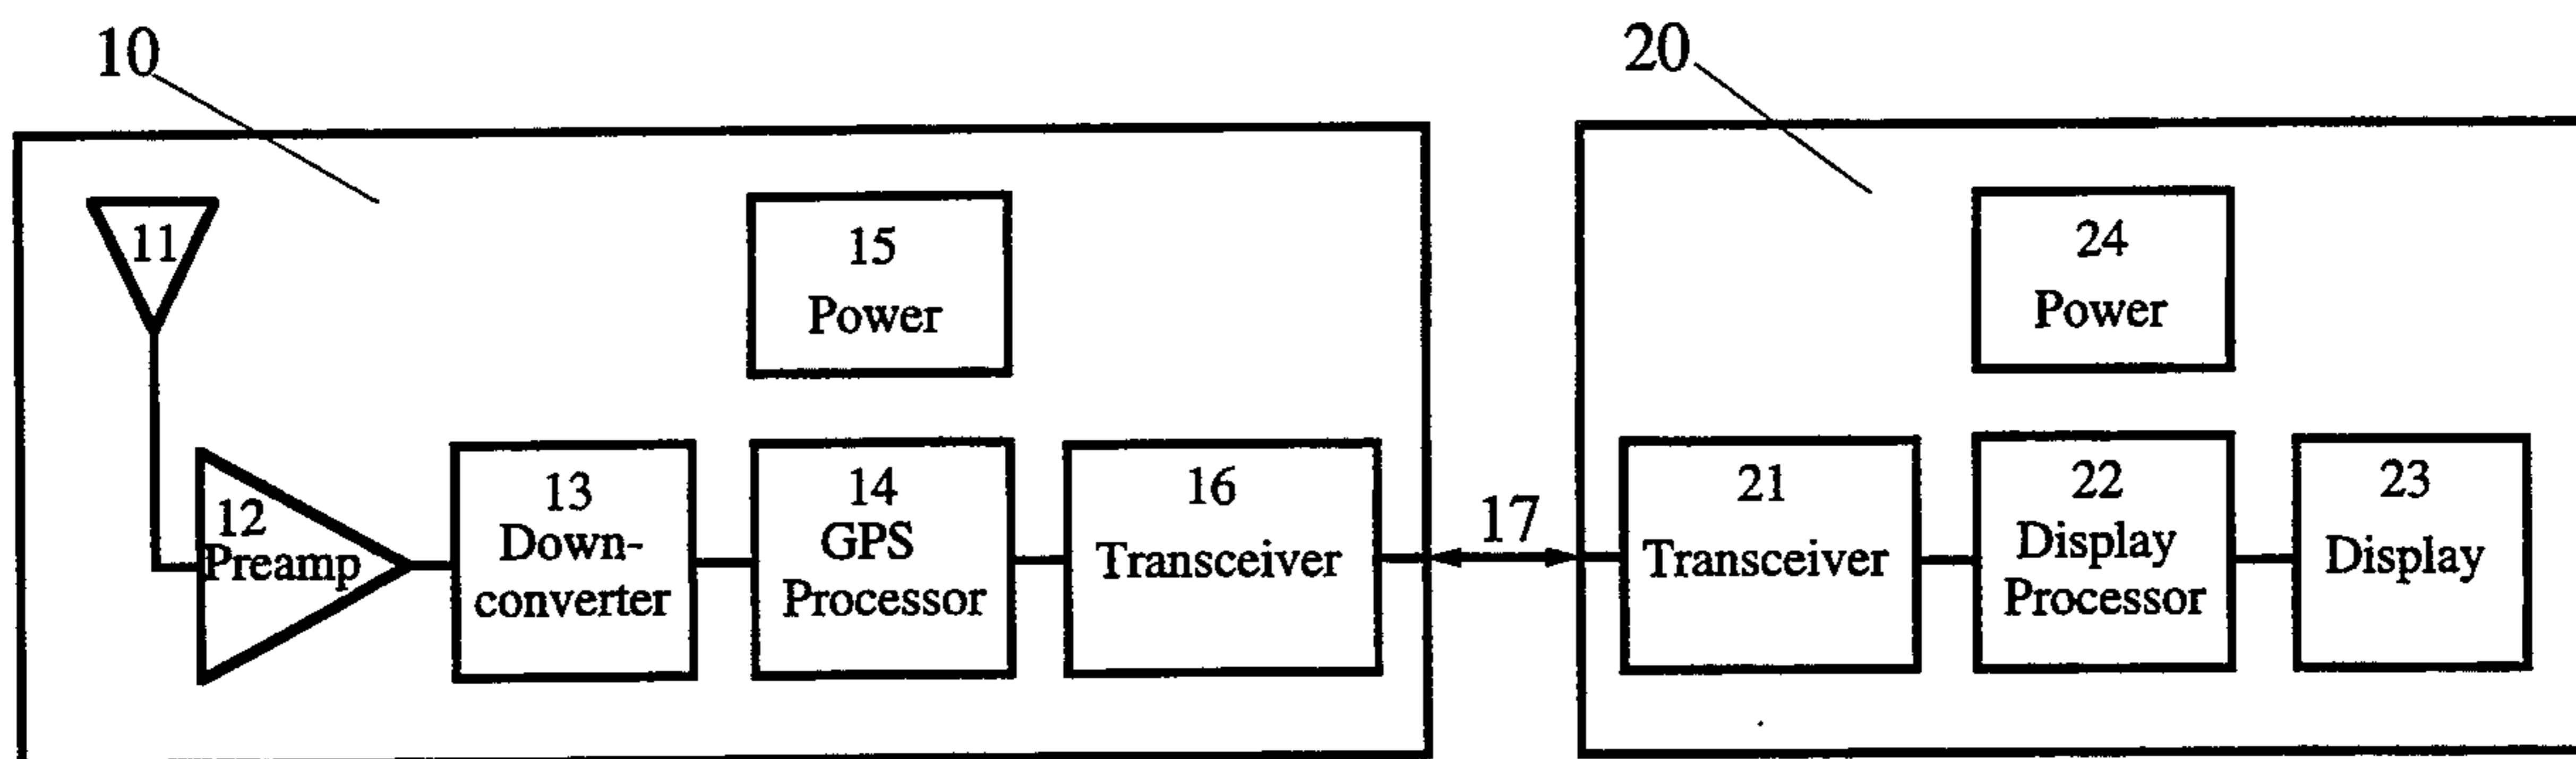 10
20
11
15
Power
24
Power
12
Preamp
13
Down-
converter
14
GPS
Processor
16
Transceiver
17
21
Transceiver
22
Display
Processor
23
Display